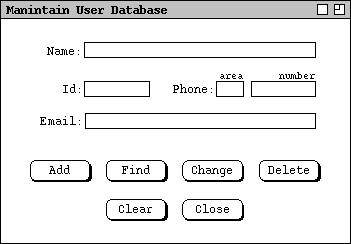 Manintain User Database
Name:
area number
Id: Phone:
Email:
Add Find Change Delete
Clear Close